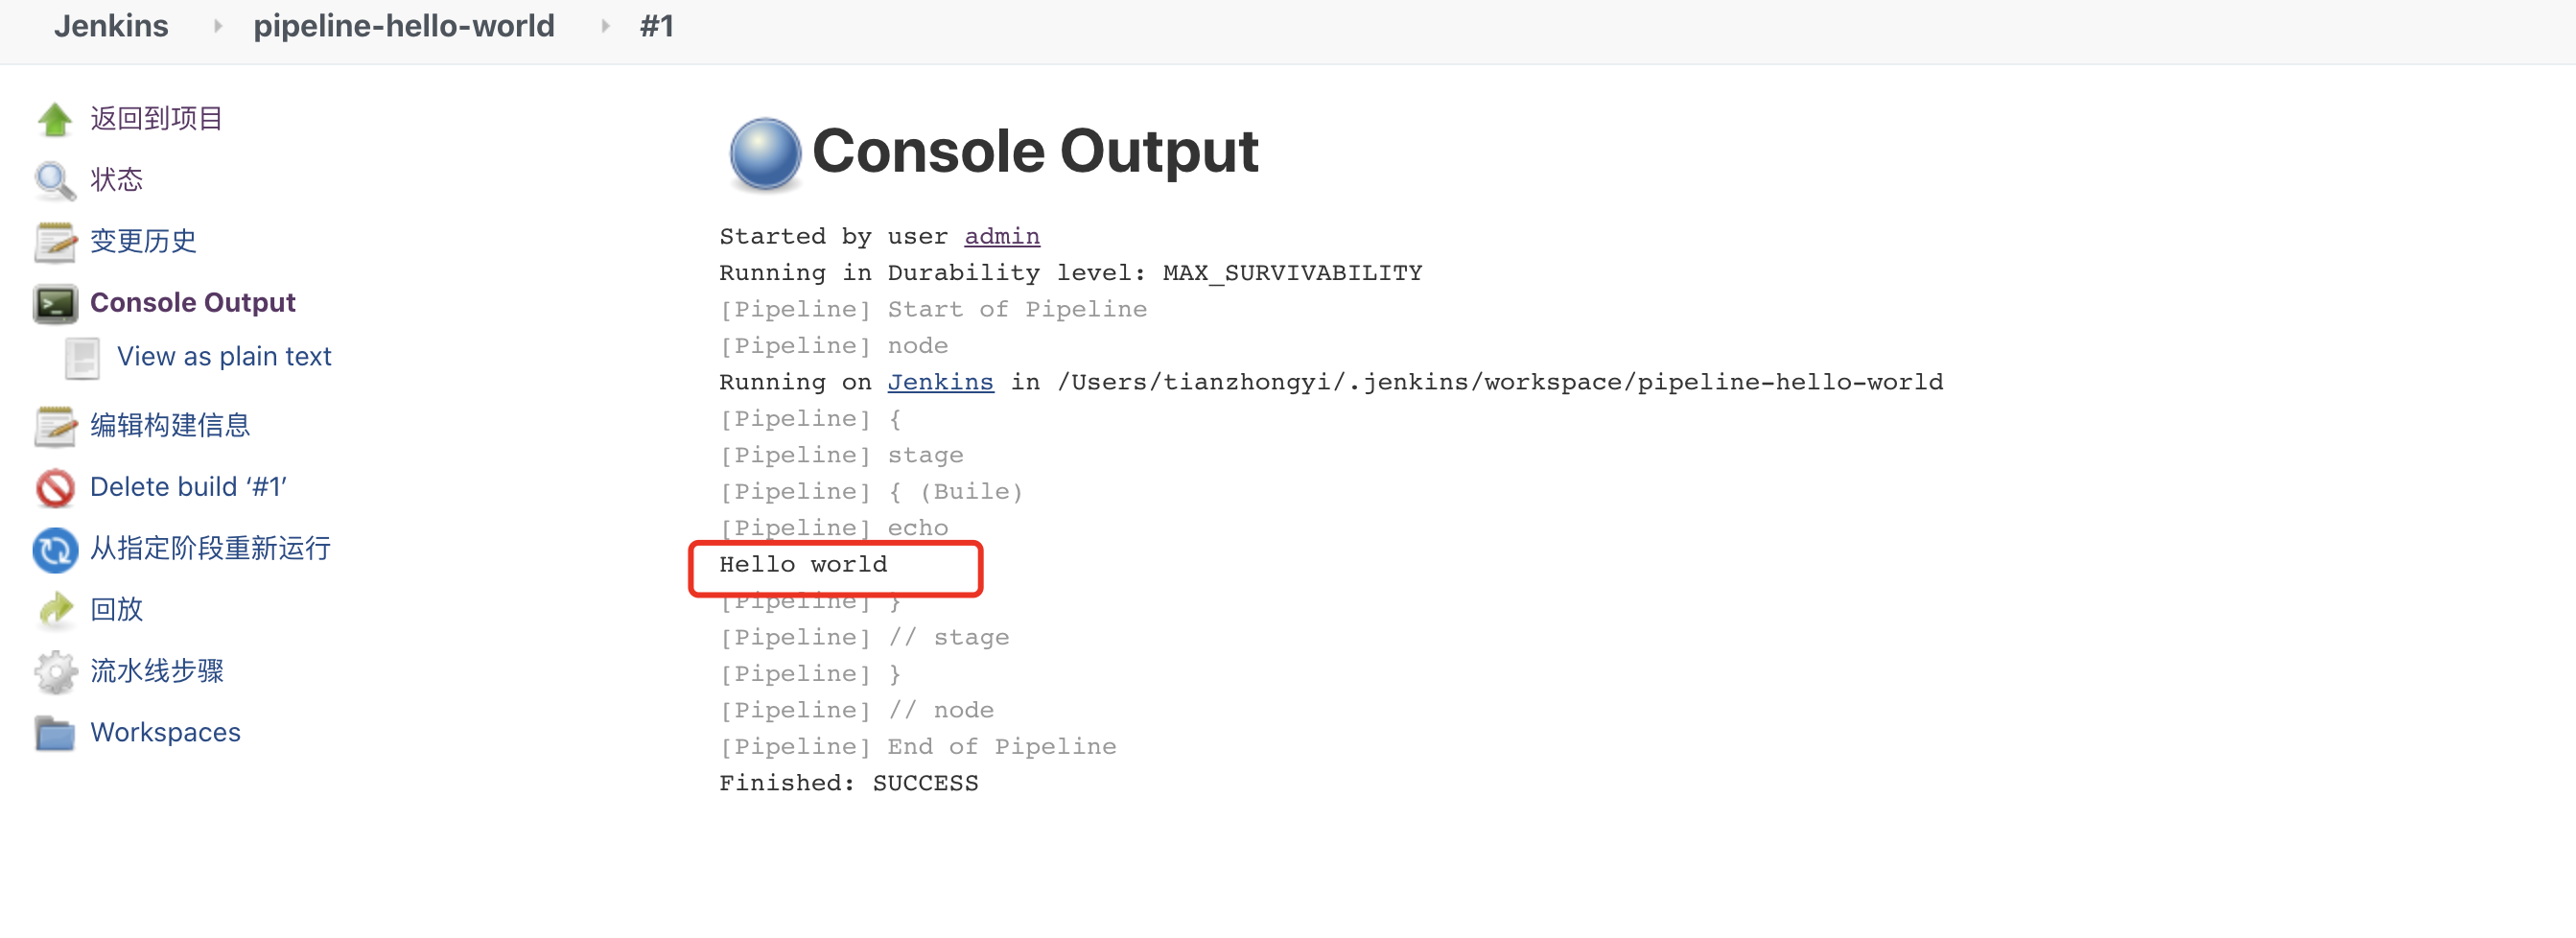 Jenkins pipeline-hello-world #1
返回到项目
状态
变更历史
Console Output
View as plain text
编辑构建信息
Delete build ‘#1’
从指定阶段重新运行
回放
流水线步骤
Workspaces
Console Output
Started by user admin
Running in Durability level: MAX_SURVIVABILITY
[Pipeline] Start of Pipeline
[Pipeline] node
Running on Jenkins in /Users/tianzhongyi/.jenkins/workspace/pipeline-hello-world
[Pipeline] {
[Pipeline] stage
[Pipeline] { (Buile)
[Pipeline] echo
Hello world
[Pipeline] }
[Pipeline] // stage
[Pipeline] }
[Pipeline] // node
[Pipeline] End of Pipeline
Finished: SUCCESS